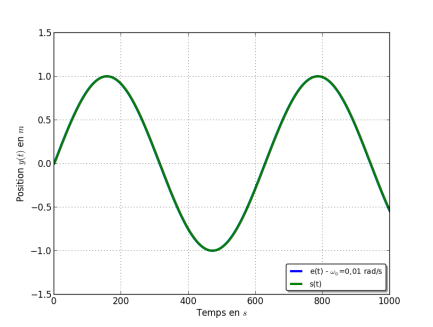 1.5
1.0
0.5
0.0
−0.5
−1.0
−1.5
Position y(t) en m
0 200 400 600 800 1000
Temps en s
e(t) - ω₀=0,01 rad/s
s(t)